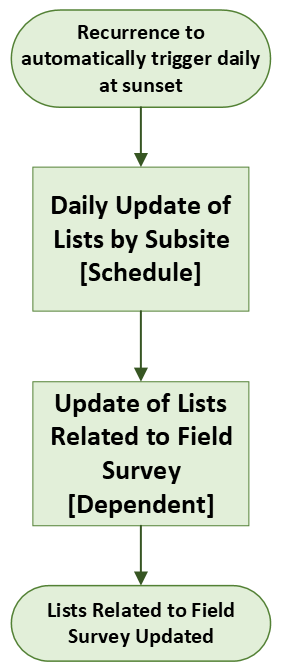 Recurrence to
automatically trigger daily
at sunset
Daily Update of
Lists by Subsite
[Schedule]
Update of Lists
Related to Field
Survey
[Dependent]
Lists Related to Field
Survey Updated